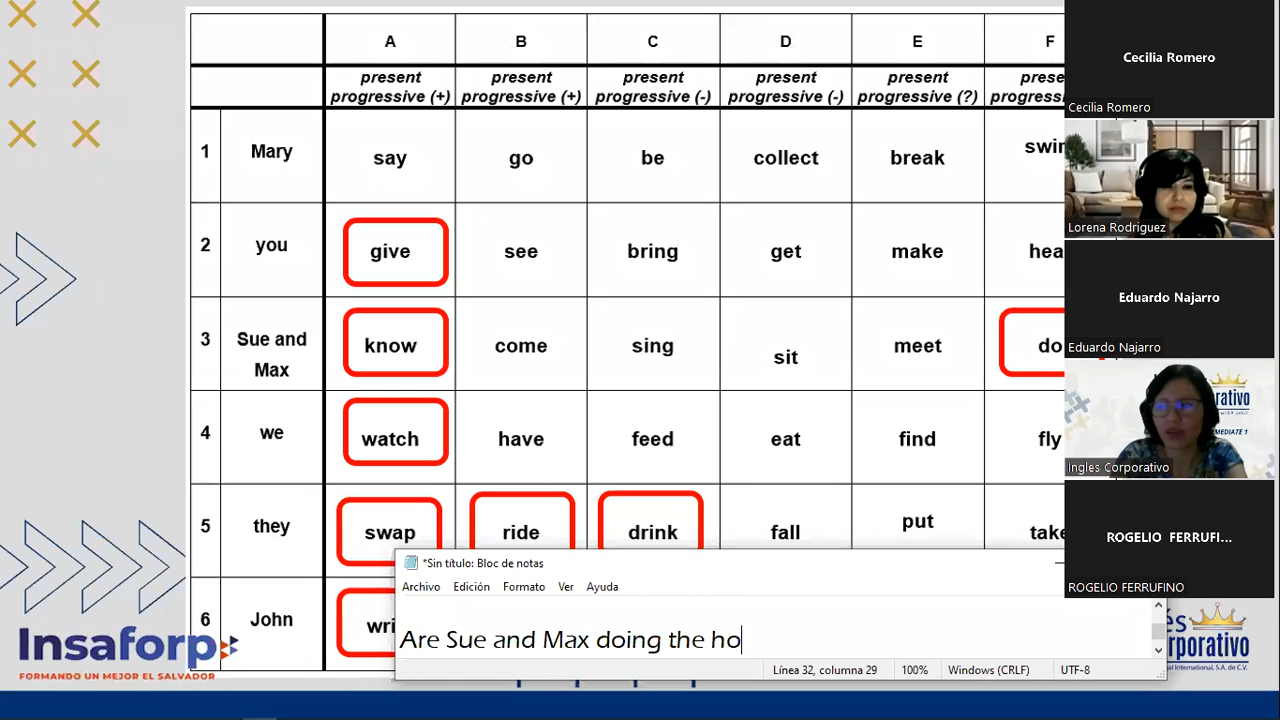 A B C D E F
present progressive (+) present progressive (+) present progressive (-) present progressive (-) present progressive (?)
1 Mary say go be collect break
2 you give see bring get make
3 Sue and Max know come sing sit meet do
4 we watch have feed eat find fly
5 they swap ride drink fall put take
6 John
Cecilia Romero
Cecilia Romero
Lorena Rodriguez
Eduardo Najarro
Eduardo Najarro
Ingles Corporativo
ROGELIO FERRUFI...
ROGELIO FERRUFINO
*Sin título: Bloc de notas
Archivo Edición Formato Ver Ayuda
Are Sue and Max doing the ho
Línea 32, columna 29 100% Windows (CRLF) UTF-8
Insaforp
FORMANDO UN MEJOR EL SALVADOR